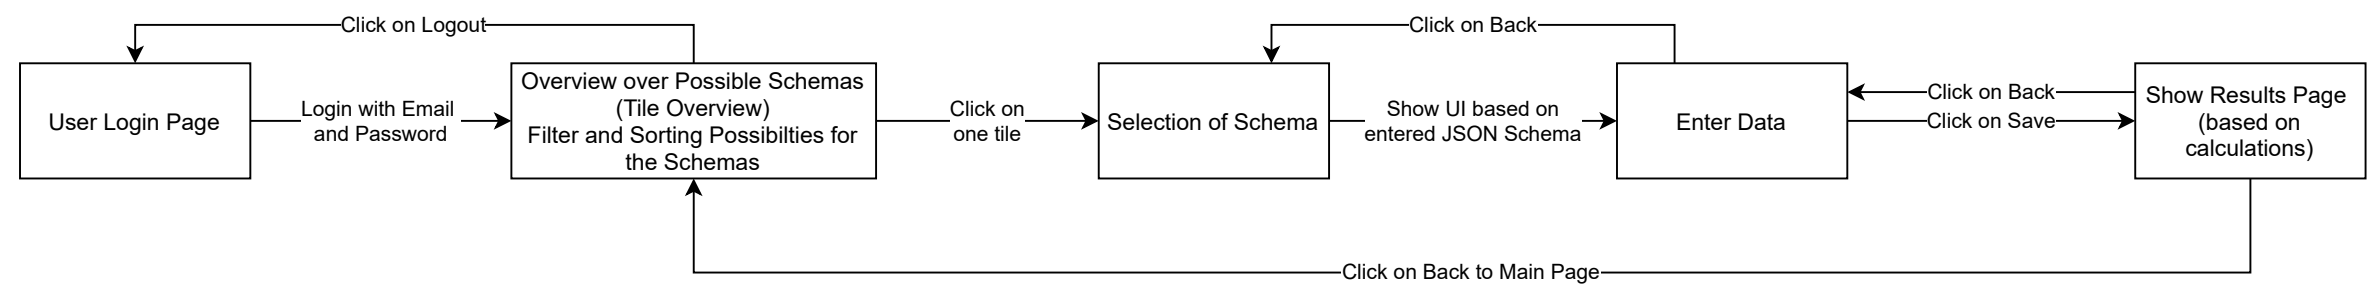 Click on Logout
Click on Back
User Login Page
Login with Email
and Password
Overview over Possible Schemas
(Tile Overview)
Filter and Sorting Possibilties for
the Schemas
Click on
one tile
Selection of Schema
Show UI based on
entered JSON Schema
Enter Data
Click on Back
Click on Save
Show Results Page
(based on
calculations)
Click on Back to Main Page